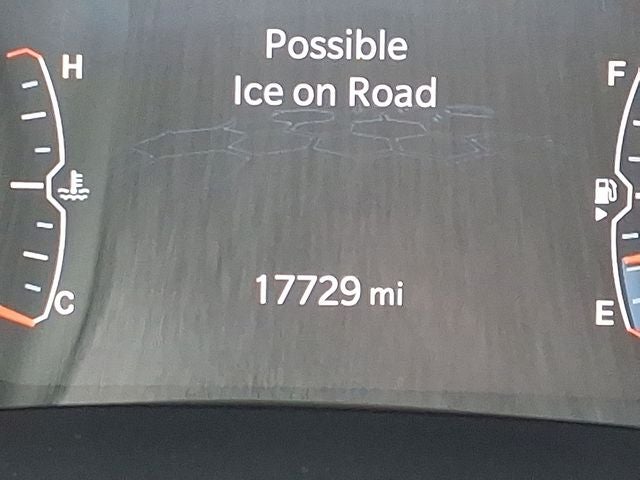 Possible
Ice on Road
H
F
17729 mi
C
E